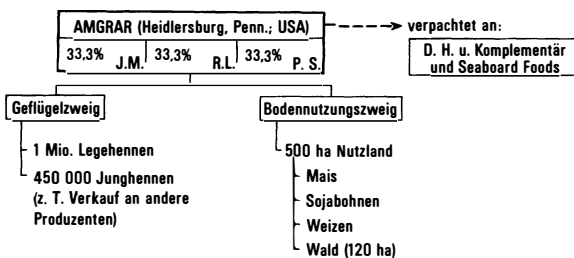 AMGRAR (Heidlersburg, Penn.; USA)
33,3% J.M. 33,3% R.L. 33,3% P. S.
verpachtet an:
D. H. u. Komplementär
und Seaboard Foods
Geflügelzweig
1 Mio. Legehennen
450 000 Junghennen
(z. T. Verkauf an andere
Produzenten)
Bodennutzungszweig
500 ha Nutzland
Mais
Sojabohnen
Weizen
Wald (120 ha)